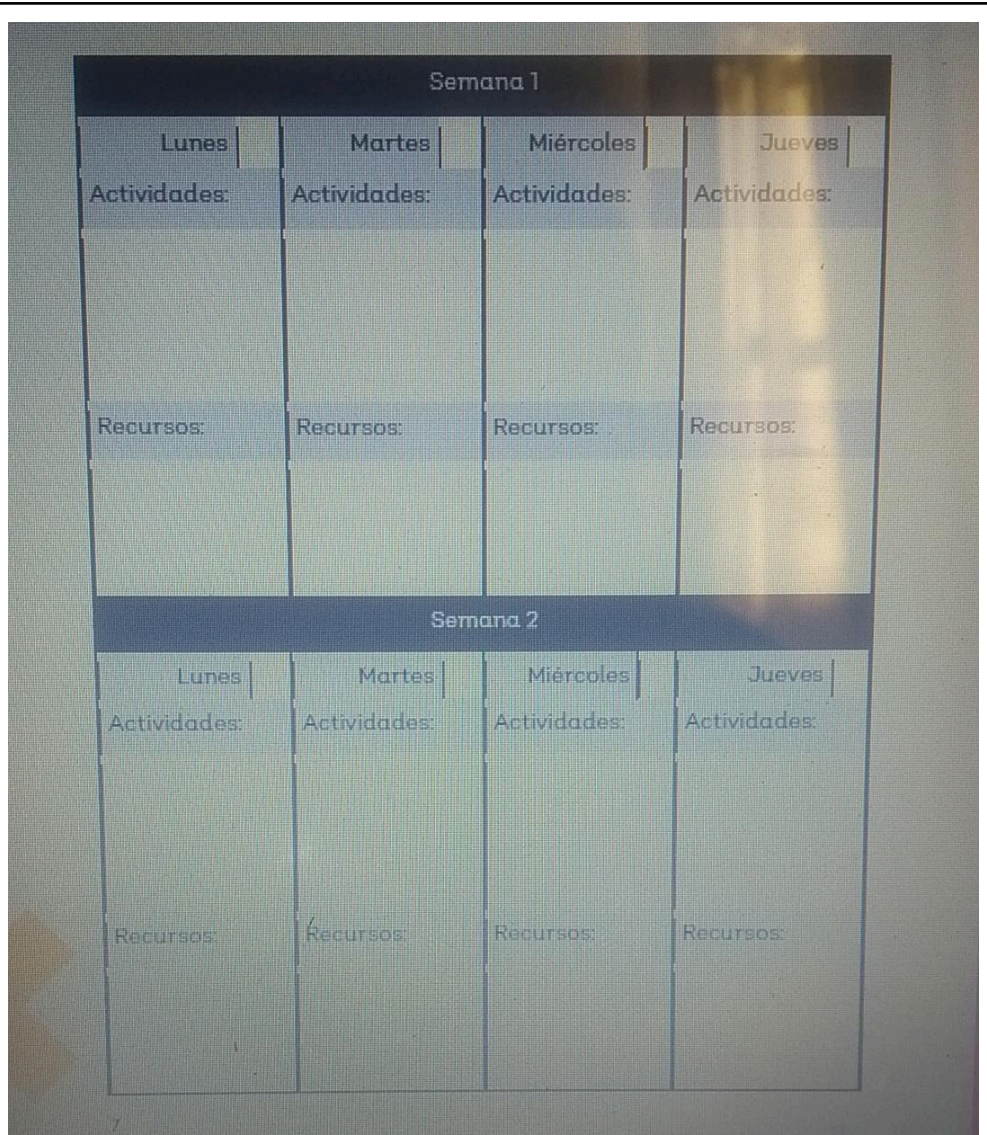 Semana 1
Lunes Martes Miércoles Jueves
Actividades: Actividades: Actividades: Actividades:
Recursos: Recursos: Recursos: Recursos:
Semana 2
Lunes Martes Miércoles Jueves
Actividades: Actividades: Actividades: Actividades:
Recursos: Recursos: Recursos: Recursos:
7